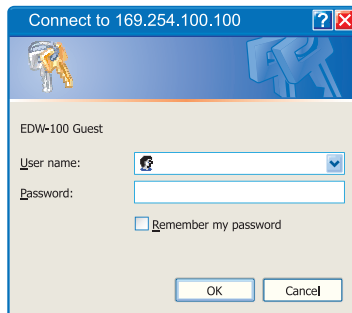 Connect to 169.254.100.100
EDW-100 Guest
User name:
Password:
Remember my password
OK
Cancel